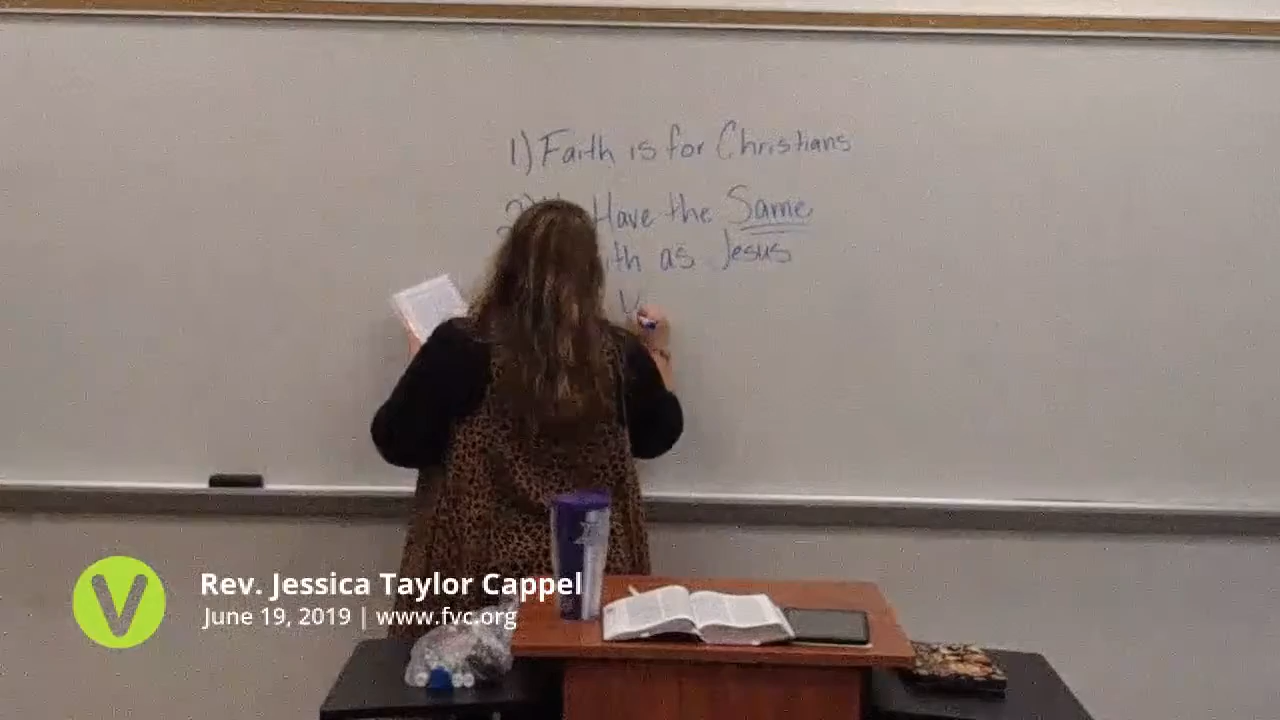 1) Faith is for Christians
2) Have the Same
as Jesus
V
Rev. Jessica Taylor Cappel
June 19, 2019 | www.fvc.org